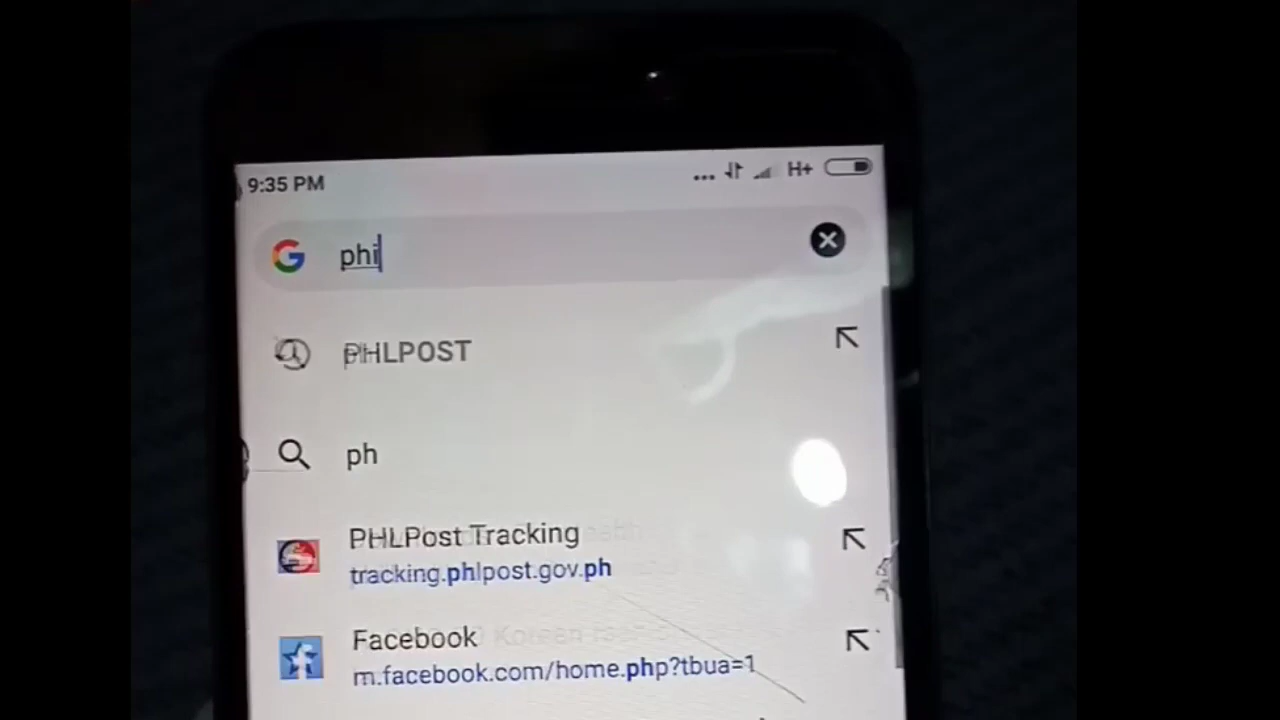 9:35 PM
H+
phi
PHLPOST
ph
PHLPost Tracking
tracking.phlpost.gov.ph
Facebook
m.facebook.com/home.php?tbua=1